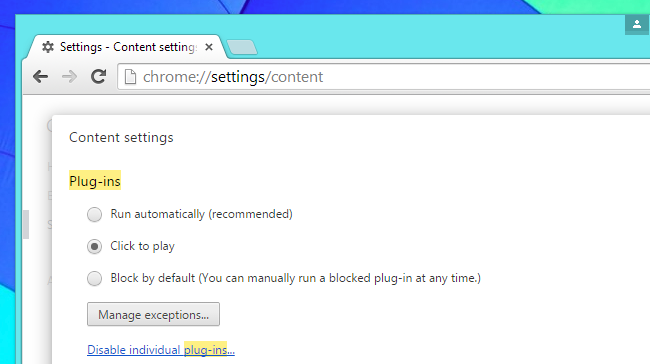 Settings - Content settings
chrome://settings/content
Content settings
Plug-ins
Run automatically (recommended)
Click to play
Block by default (You can manually run a blocked plug-in at any time.)
Manage exceptions...
Disable individual plug-ins...